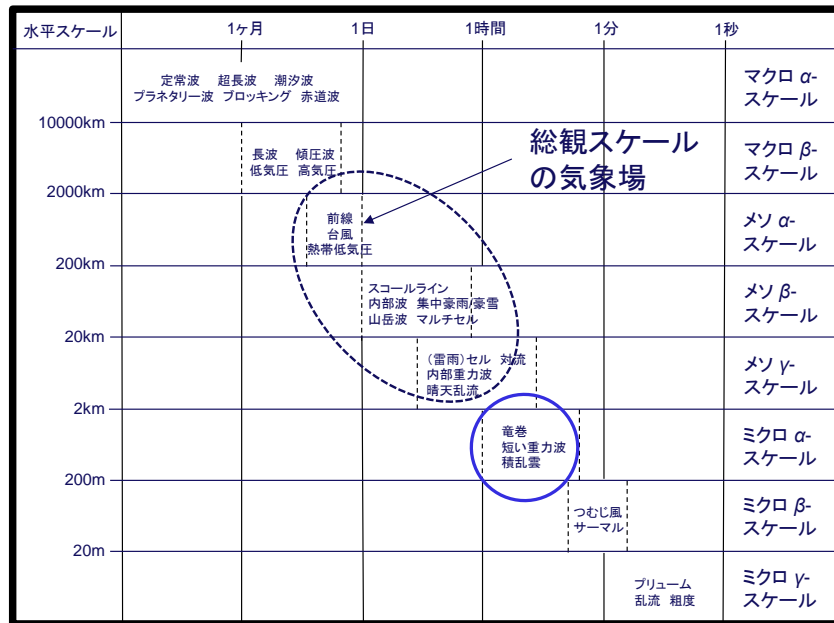 水平スケール 1ヶ月 1日 1時間 1分 1秒
定常波 超長波 潮汐波
プラネタリー波 ブロッキング 赤道波
マクロ α-
スケール
10000km
長波 傾圧波
低気圧 高気圧
総観スケール
の気象場
マクロ β-
スケール
2000km
前線
台風
熱帯低気圧
メソ α-
スケール
200km
スコールライン
内部波 集中豪雨/豪雪
山岳波 マルチセル
メソ β-
スケール
20km
(雷雨)セル 対流
内部重力波
晴天乱流
メソ γ-
スケール
2km
竜巻
短い重力波
積乱雲
ミクロ α-
スケール
200m
つむじ風
サーマル
ミクロ β-
スケール
20m
プリューム
乱流 粗度
ミクロ γ-
スケール